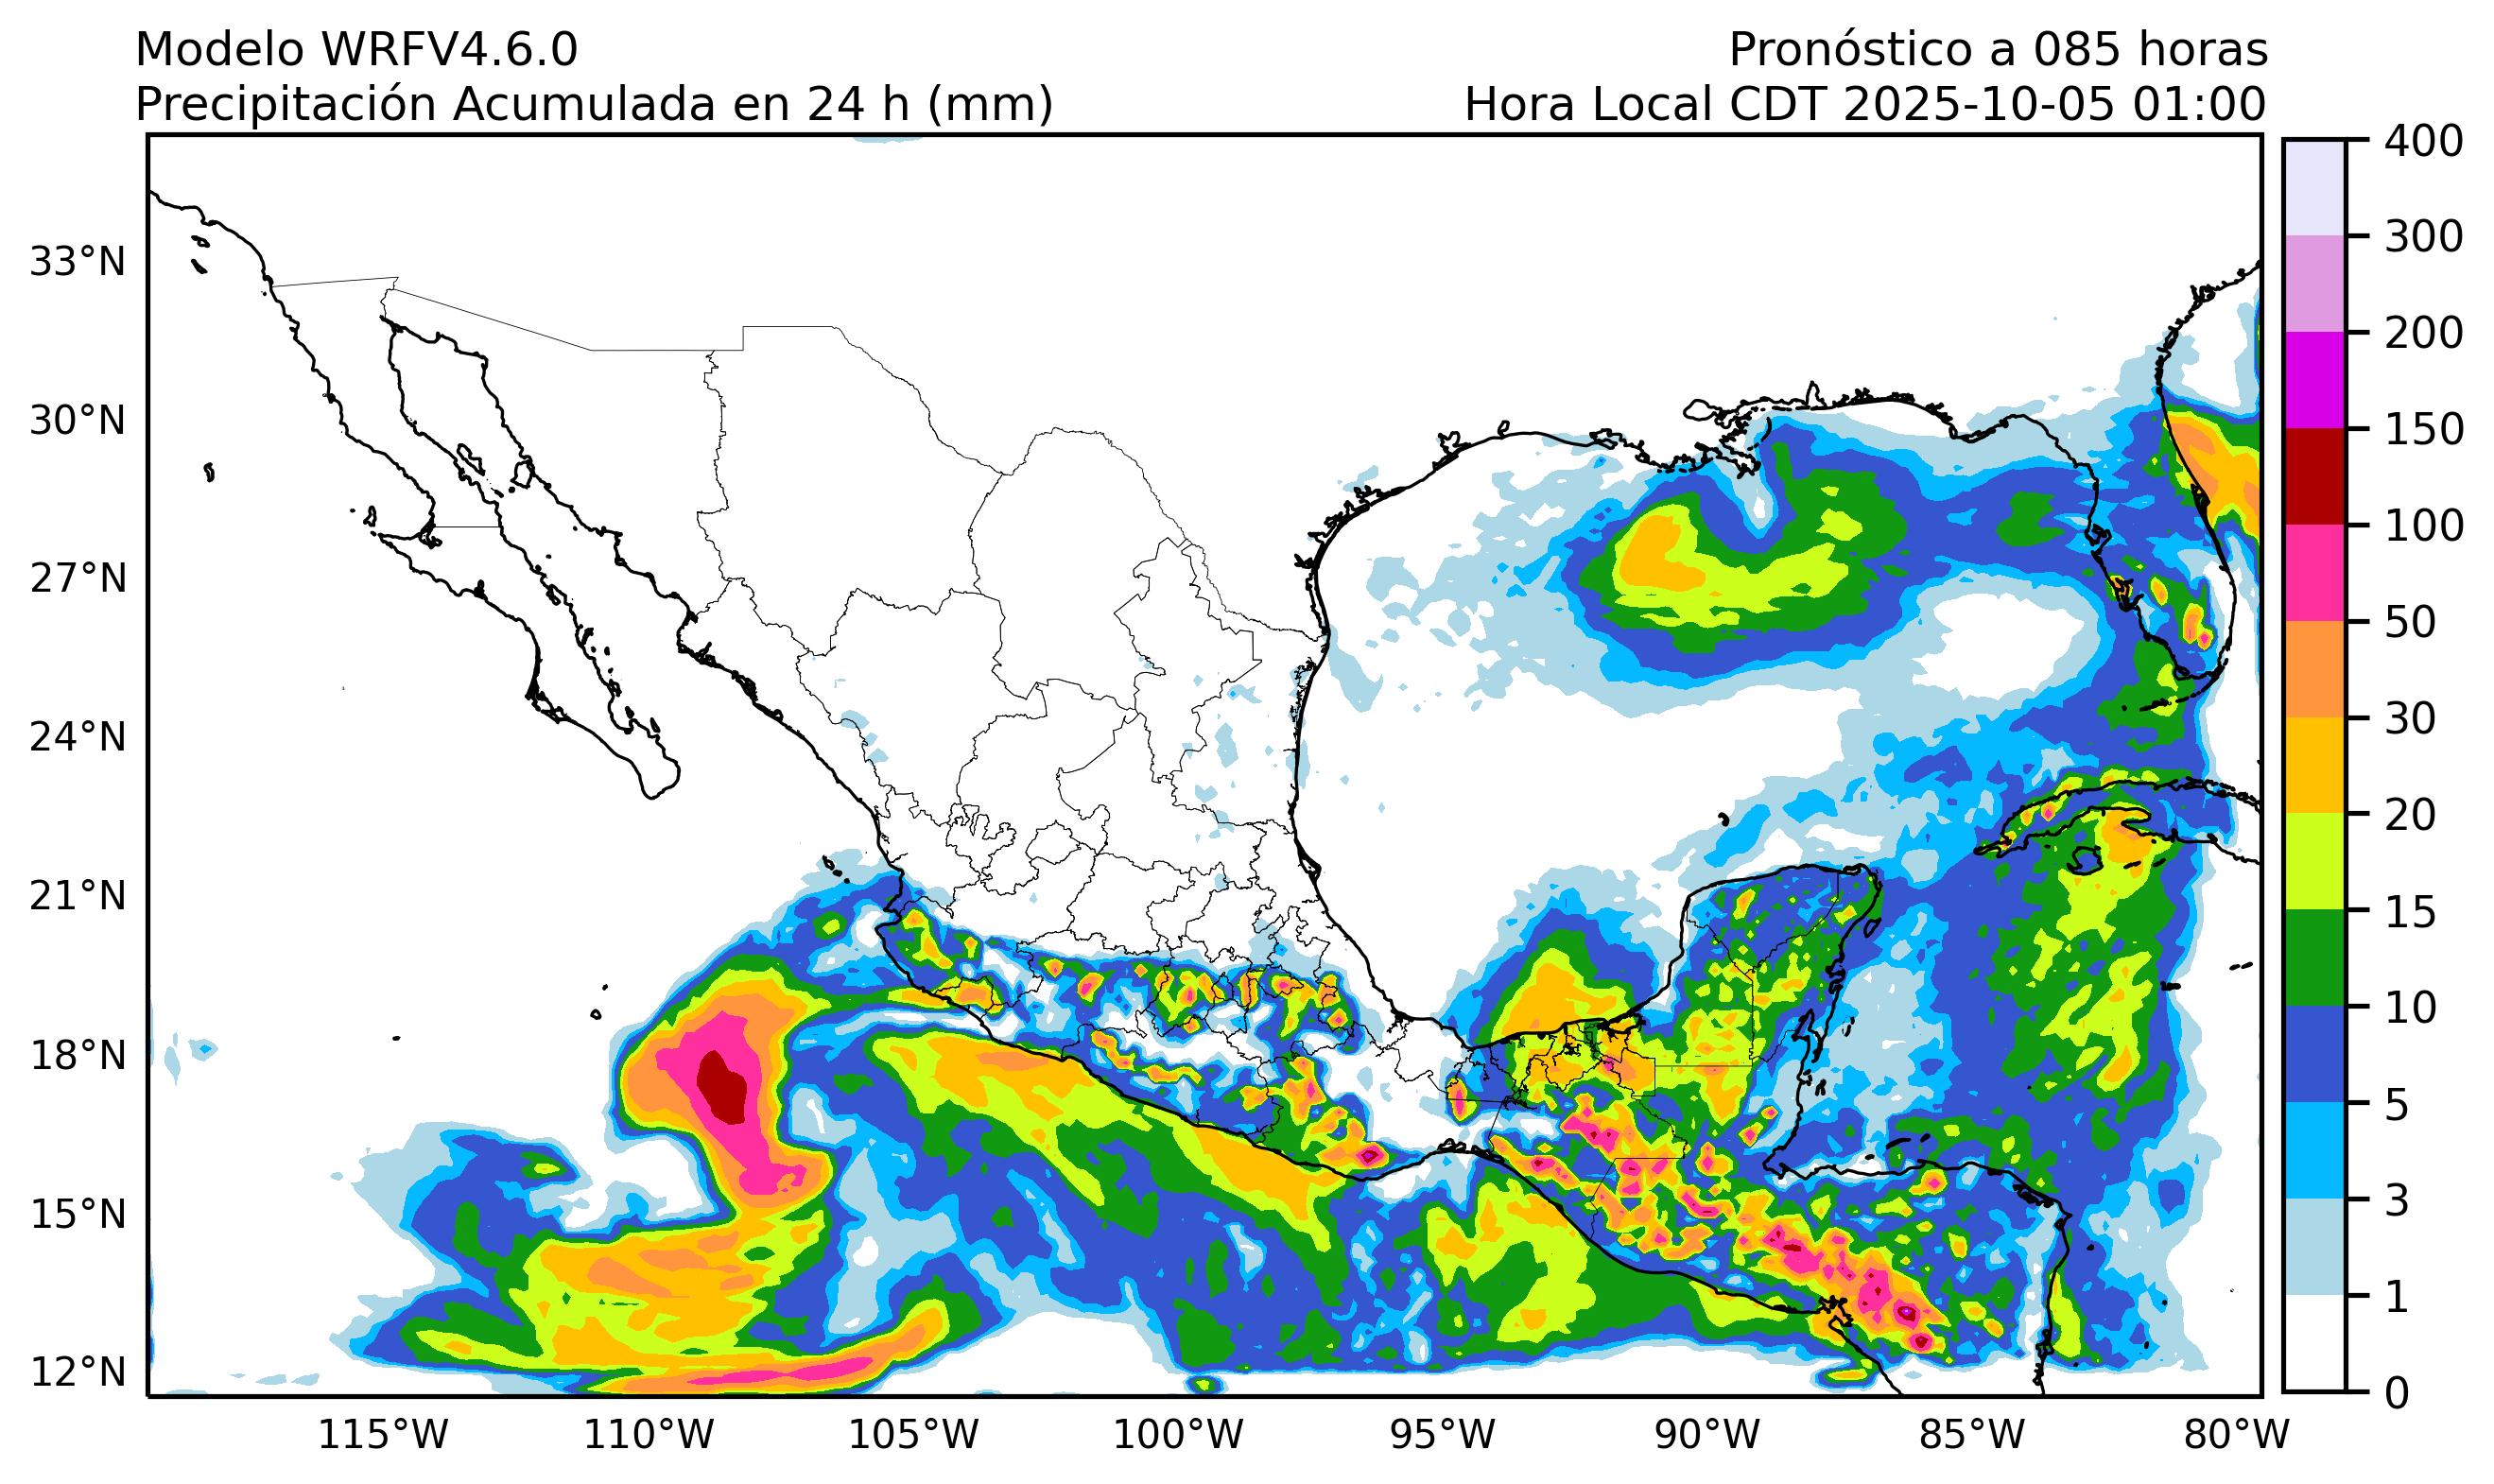 Modelo WRFV4.6.0
Pronóstico a 085 horas
Precipitación Acumulada en 24 h (mm)
Hora Local CDT 2025-10-05 01:00
400
300
200
150
100
50
30
20
15
10
5
3
1
0
33°N
30°N
27°N
24°N
21°N
18°N
15°N
12°N
115°W
110°W
105°W
100°W
95°W
90°W
85°W
80°W